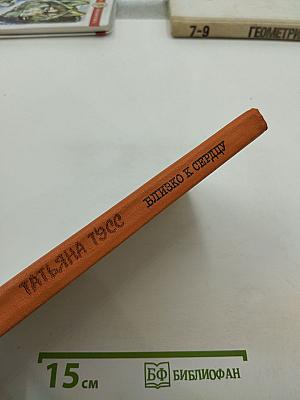 7-9 ГЕОМЕТРИ
ТАТЬЯНА ТЭСС БЛИЗКО К СЕРДЦУ
15 см БФ БИБЛИОФАН